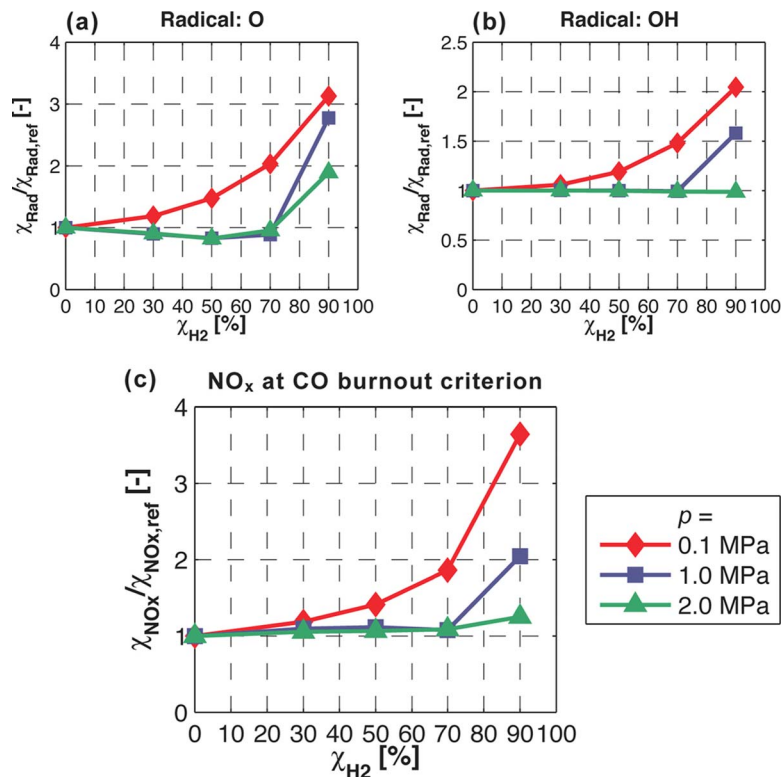 (a) Radical: O
χRad/χRad,ref [-]
4
3
2
1
0
0 10 20 30 40 50 60 70 80 90 100
χH2 [%]
(b) Radical: OH
χRad/χRad,ref [-]
2.5
2
1.5
1
0.5
0 10 20 30 40 50 60 70 80 90 100
χH2 [%]
(c) NOx at CO burnout criterion
χNOx/χNOx,ref [-]
4
3
2
1
0
0 10 20 30 40 50 60 70 80 90 100
χH2 [%]
p =
0.1 MPa
1.0 MPa
2.0 MPa